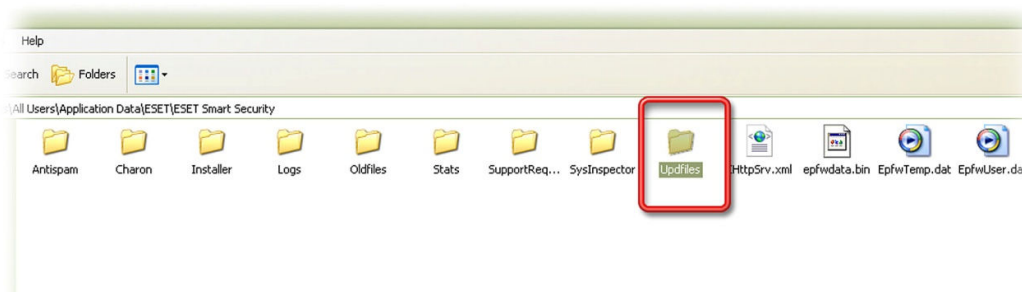 Help
Search Folders
\All Users\Application Data\ESET\ESET Smart Security
Antispam Charon Installer Logs Oldfiles Stats SupportReq... SysInspector Updfiles HttpSrv.xml epfwdata.bin EpfwTemp.dat EpfwUser.da